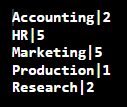 Accounting|2
HR|5
Marketing|5
Production|1
Research|2